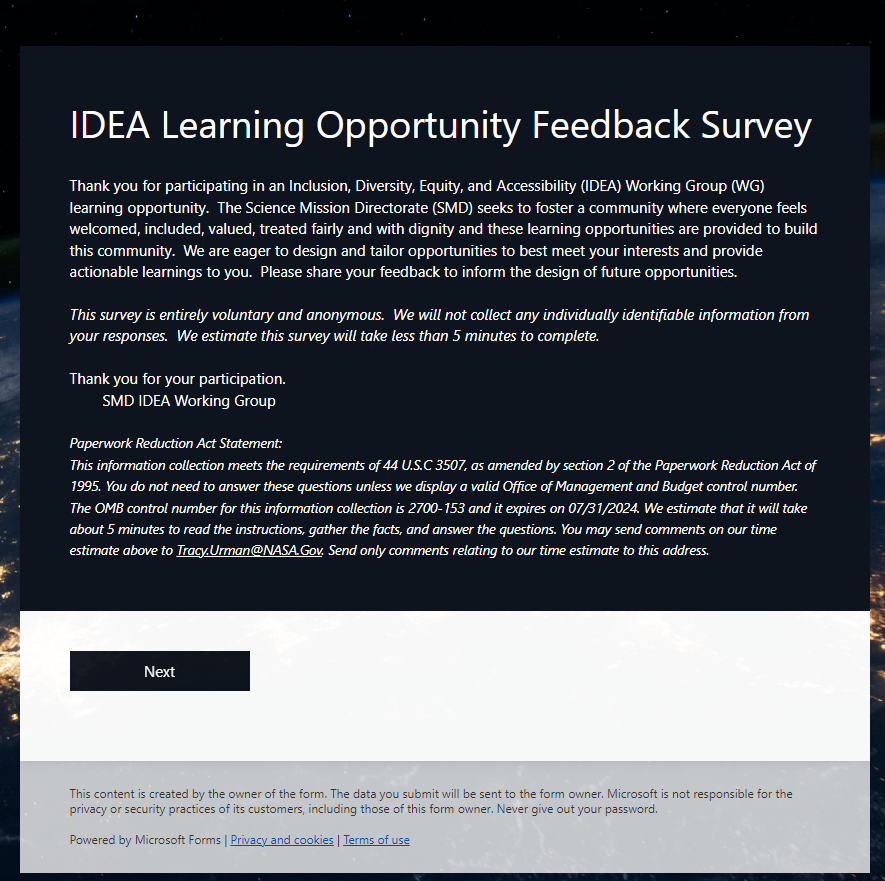 IDEA Learning Opportunity Feedback Survey
Thank you for participating in an Inclusion, Diversity, Equity, and Accessibility (IDEA) Working Group (WG)
learning opportunity.  The Science Mission Directorate (SMD) seeks to foster a community where everyone feels
welcomed, included, valued, treated fairly and with dignity and these learning opportunities are provided to build
this community.  We are eager to design and tailor opportunities to best meet your interests and provide
actionable learnings to you.  Please share your feedback to inform the design of future opportunities.
This survey is entirely voluntary and anonymous.  We will not collect any individually identifiable information from
your responses.  We estimate this survey will take less than 5 minutes to complete.
Thank you for your participation.
SMD IDEA Working Group
Paperwork Reduction Act Statement:
This information collection meets the requirements of 44 U.S.C 3507, as amended by section 2 of the Paperwork Reduction Act of
1995. You do not need to answer these questions unless we display a valid Office of Management and Budget control number.
The OMB control number for this information collection is 2700-153 and it expires on 07/31/2024. We estimate that it will take
about 5 minutes to read the instructions, gather the facts, and answer the questions. You may send comments on our time
estimate above to Tracy.Urman@NASA.Gov. Send only comments relating to our time estimate to this address.
Next
This content is created by the owner of the form. The data you submit will be sent to the form owner. Microsoft is not responsible for the
privacy or security practices of its customers, including those of this form owner. Never give out your password.
Powered by Microsoft Forms | Privacy and cookies | Terms of use